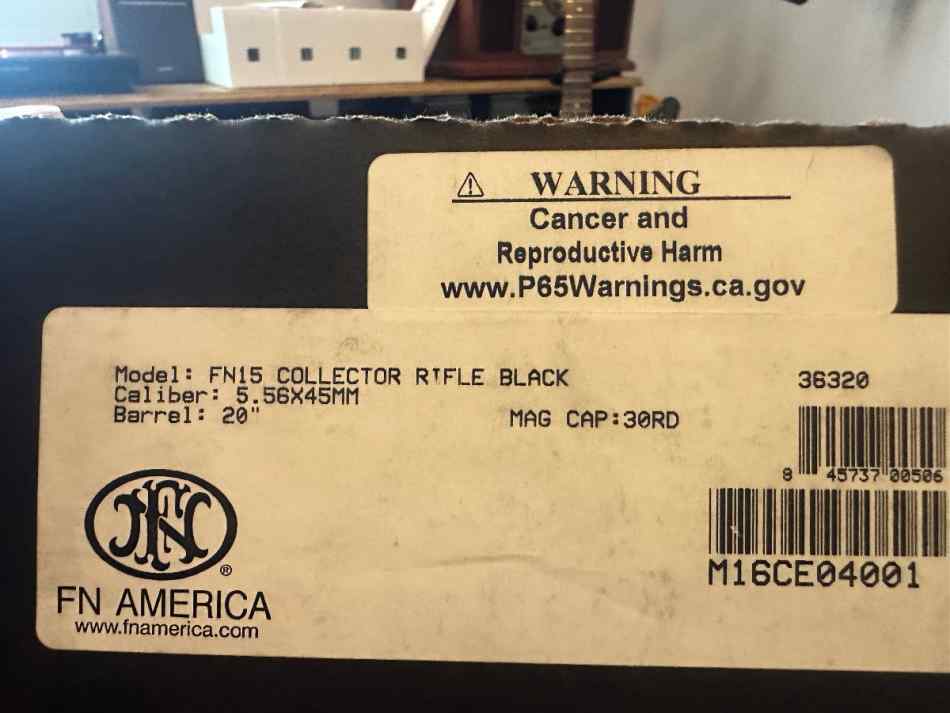 WARNING
Cancer and
Reproductive Harm
www.P65Warnings.ca.gov
Model: FN15 COLLECTOR RIFLE BLACK
36320
Caliber: 5.56X45MM
Barrel: 20"
MAG CAP:30RD
8 45737 00506
M16CE04001
FN
®
FN AMERICA
www.fnamerica.com